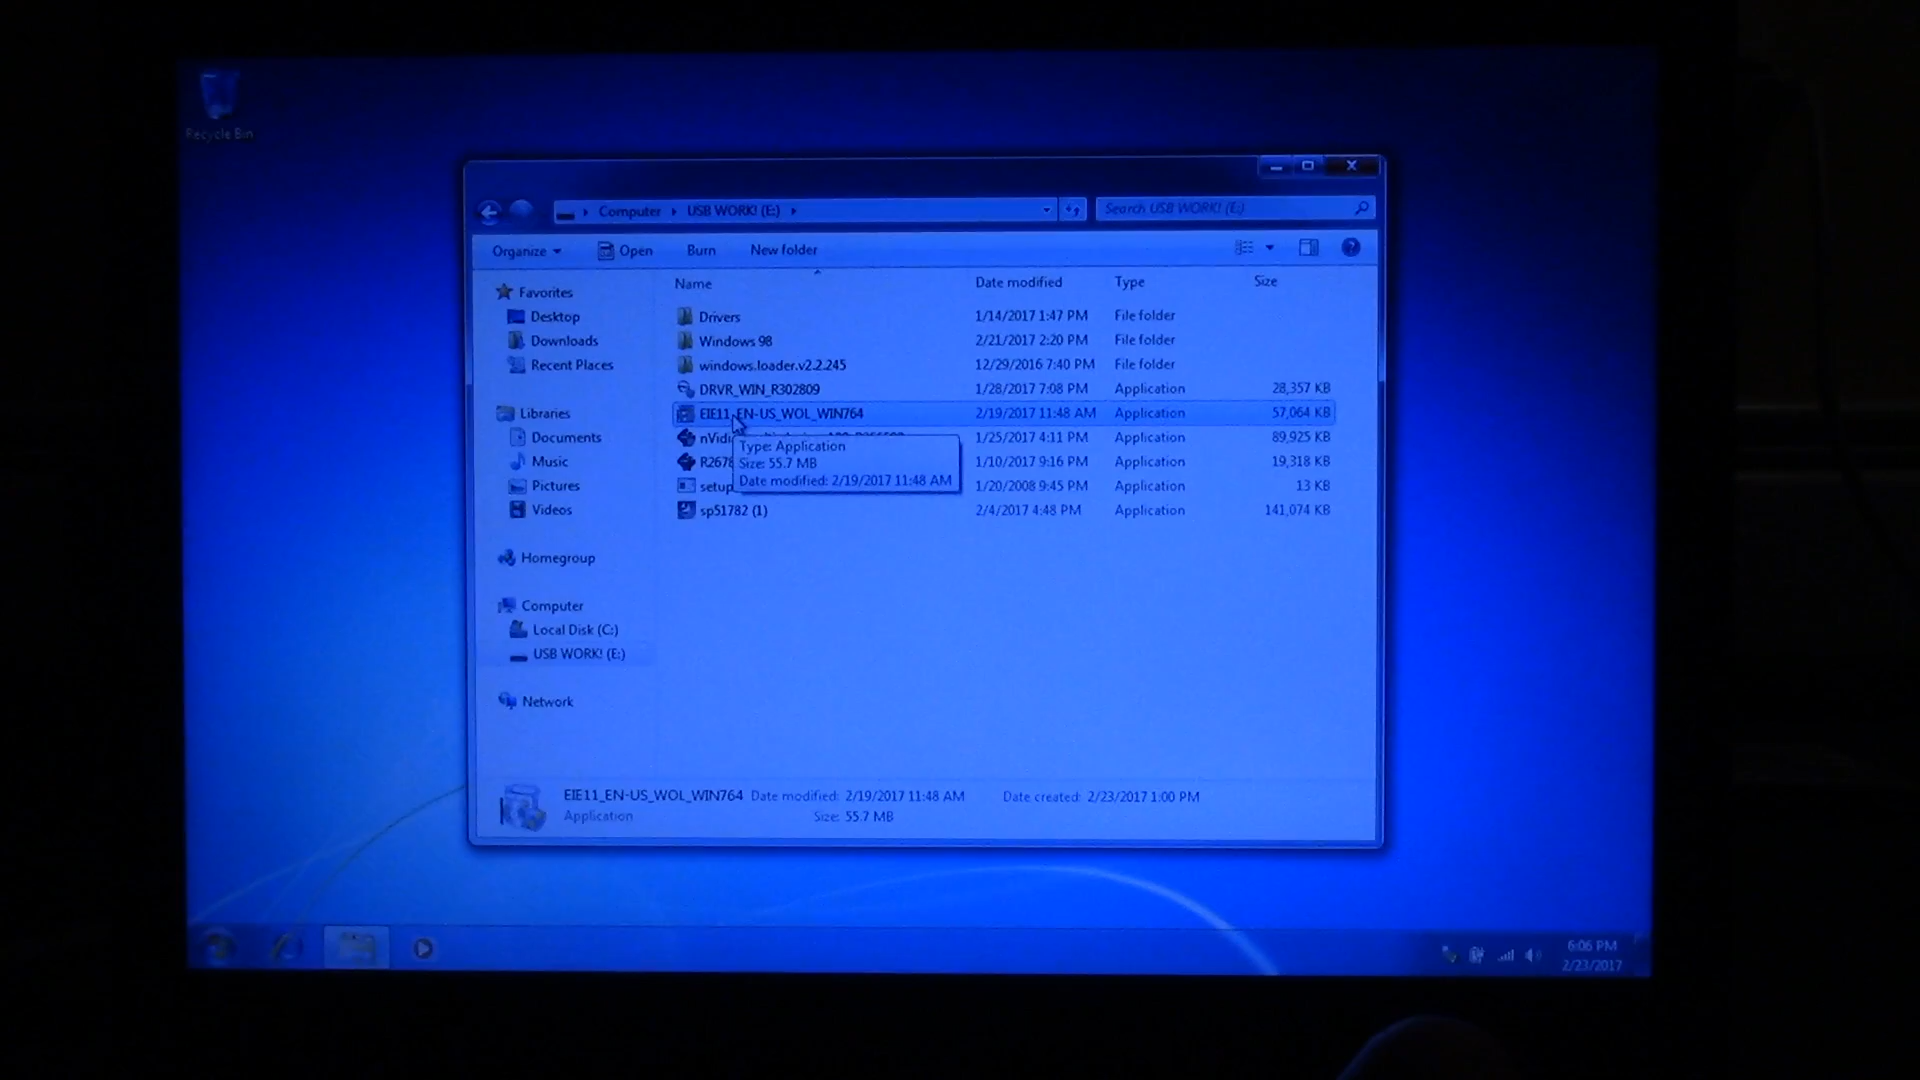 Recycle Bin
Computer USB WORK! (E:)
Search USB WORK! (E:)
Organize Open Burn New folder
Name Date modified Type Size
Favorites
Desktop
Downloads
Recent Places
Libraries
Documents
Music
Pictures
Videos
Homegroup
Computer
Local Disk (C:)
USB WORK! (E:)
Network
Drivers 1/14/2017 1:47 PM File folder
Windows 98 2/21/2017 2:20 PM File folder
windows.loader.v2.2.245 12/29/2016 7:40 PM File folder
DRVR_WIN_R302809 1/28/2017 7:08 PM Application 28,357 KB
EIE11_EN-US_WOL_WIN764 2/19/2017 11:48 AM Application 57,064 KB
1/25/2017 4:11 PM Application 89,925 KB
1/10/2017 9:16 PM Application 19,318 KB
setup 1/20/2008 9:45 PM Application 13 KB
sp51782 (1) 2/4/2017 4:48 PM Application 141,074 KB
Type: Application
Size: 55.7 MB
Date modified: 2/19/2017 11:48 AM
EIE11_EN-US_WOL_WIN764 Date modified: 2/19/2017 11:48 AM Date created: 2/23/2017 1:00 PM
Application Size: 55.7 MB
6:06 PM
2/23/2017